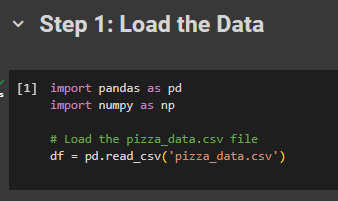 Step 1: Load the Data
[1] import pandas as pd
import numpy as np
# Load the pizza_data.csv file
df = pd.read_csv('pizza_data.csv')